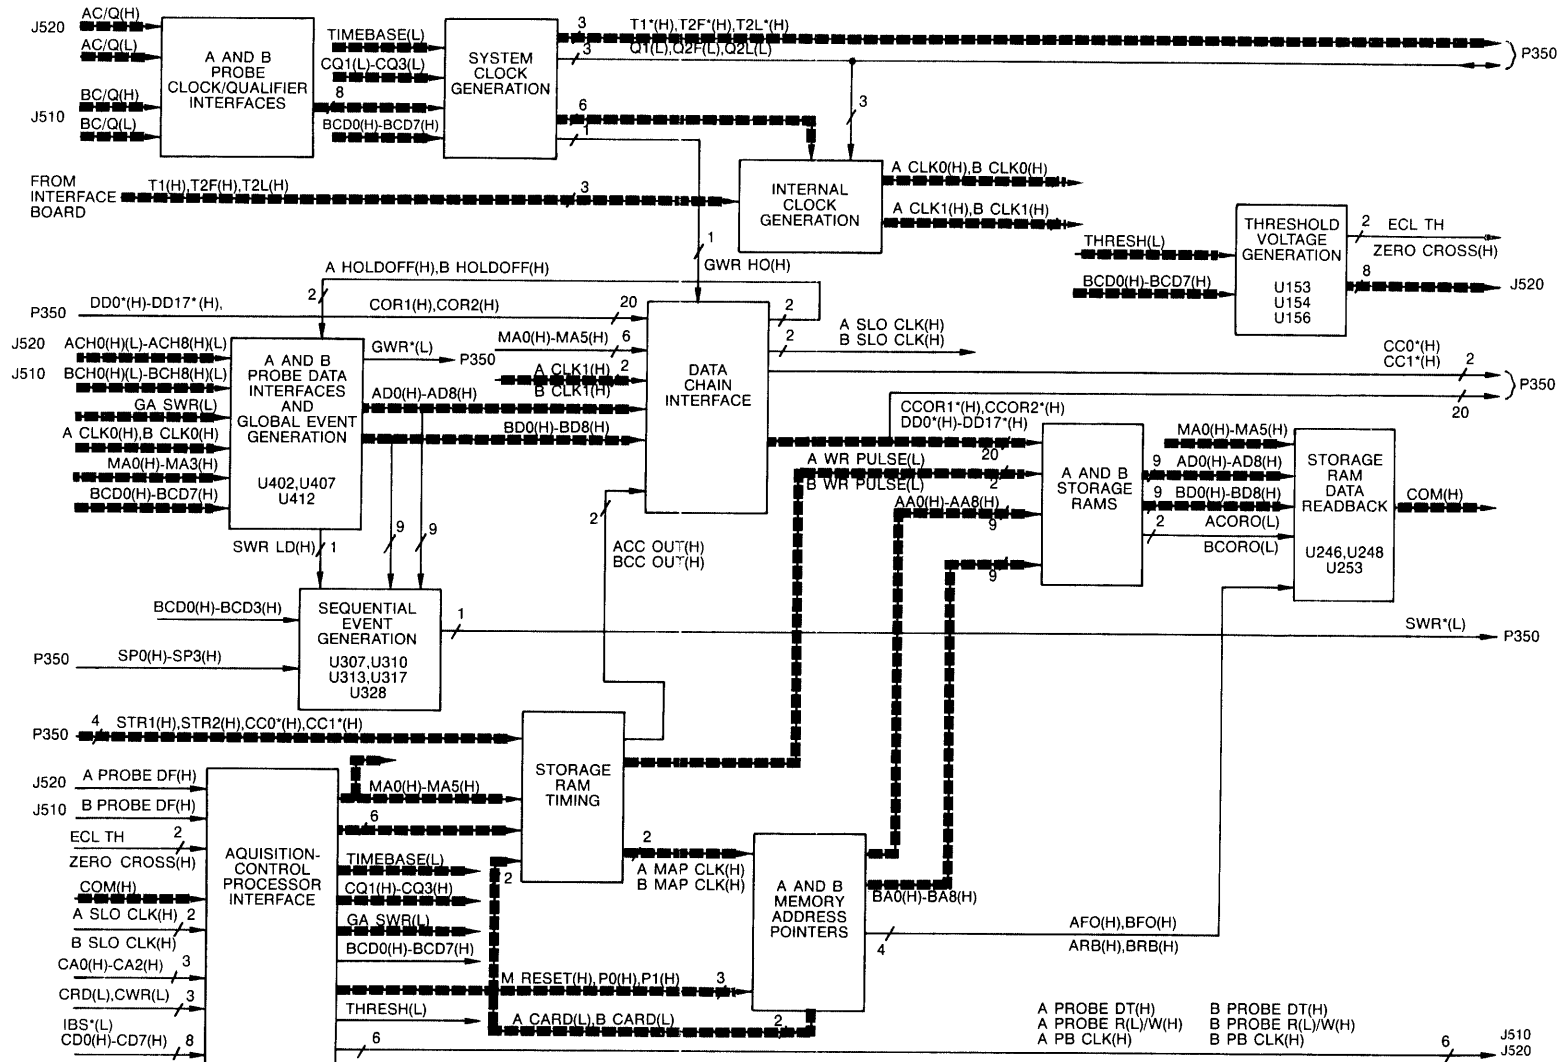 J520
AC/Q(H)
AC/Q(L)
J510
BC/Q(H)
BC/Q(L)
A AND B
PROBE
CLOCK/QUALIFIER
INTERFACES
8
TIMEBASE(L)
CQ1(L)-CQ3(L)
BCD0(H)-BCD7(H)
SYSTEM
CLOCK
GENERATION
3
T1*(H),T2F*(H),T2L*(H)
3
Q1(L),Q2F(L),Q2L(L)
P350
6
1
3
FROM
INTERFACE
BOARD
T1(H),T2F(H),T2L(H)
3
INTERNAL
CLOCK
GENERATION
A CLK0(H),B CLK0(H)
A CLK1(H),B CLK1(H)
1
GWR HO(H)
THRESH(L)
BCD0(H)-BCD7(H)
THRESHOLD
VOLTAGE
GENERATION
U153
U154
U156
2
ECL TH
ZERO CROSS(H)
8
J520
A HOLDOFF(H),B HOLDOFF(H)
2
P350
DD0*(H)-DD17*(H),
COR1(H),COR2(H)
20
J520
ACH0(H)(L)-ACH8(H)(L)
J510
BCH0(H)(L)-BCH8(H)(L)
GA SWR(L)
A CLK0(H),B CLK0(H)
MA0(H)-MA3(H)
BCD0(H)-BCD7(H)
A AND B
PROBE DATA
INTERFACES
AND
GLOBAL EVENT
GENERATION
U402,U407
U412
GWR*(L)
P350
AD0(H)-AD8(H)
BD0(H)-BD8(H)
MA0(H)-MA5(H)
6
A CLK1(H)
2
B CLK1(H)
DATA
CHAIN
INTERFACE
2
2
A SLO CLK(H)
B SLO CLK(H)
CC0*(H)
CC1*(H)
2
P350
20
CCOR1*(H),CCOR2*(H)
DD0*(H)-DD17*(H)
20
A WR PULSE(L)
2
B WR PULSE(L)
AA0(H)-AA8(H)
9
9
A AND B
STORAGE
RAMS
MA0(H)-MA5(H)
9
AD0(H)-AD8(H)
9
BD0(H)-BD8(H)
2
ACORO(L)
BCORO(L)
STORAGE
RAM
DATA
READBACK
U246,U248
U253
COM(H)
SWR LD(H)
1
9
9
2
ACC OUT(H)
BCC OUT(H)
BCD0(H)-BCD3(H)
P350
SP0(H)-SP3(H)
SEQUENTIAL
EVENT
GENERATION
U307,U310
U313,U317
U328
1
SWR*(L)
P350
P350
4
STR1(H),STR2(H),CC0*(H),CC1*(H)
STORAGE
RAM
TIMING
J520
A PROBE DF(H)
J510
B PROBE DF(H)
ECL TH
2
ZERO CROSS(H)
COM(H)
A SLO CLK(H)
2
B SLO CLK(H)
CA0(H)-CA2(H)
3
CRD(L),CWR(L)
3
IBS*(L)
CD0(H)-CD7(H)
8
AQUISITION-
CONTROL
PROCESSOR
INTERFACE
MA0(H)-MA5(H)
6
TIMEBASE(L)
CQ1(H)-CQ3(H)
GA SWR(L)
BCD0(H)-BCD7(H)
M RESET(H),P0(H),P1(H)
3
THRESH(L)
2
A CARD(L),B CARD(L)
2
6
2
A MAP CLK(H)
B MAP CLK(H)
A AND B
MEMORY
ADDRESS
POINTERS
BA0(H)-BA8(H)
4
AFO(H),BFO(H)
ARB(H),BRB(H)
A PROBE DT(H)
B PROBE DT(H)
A PROBE R(L)/W(H)
B PROBE R(L)/W(H)
A PB CLK(H)
B PB CLK(H)
6
J510
J520